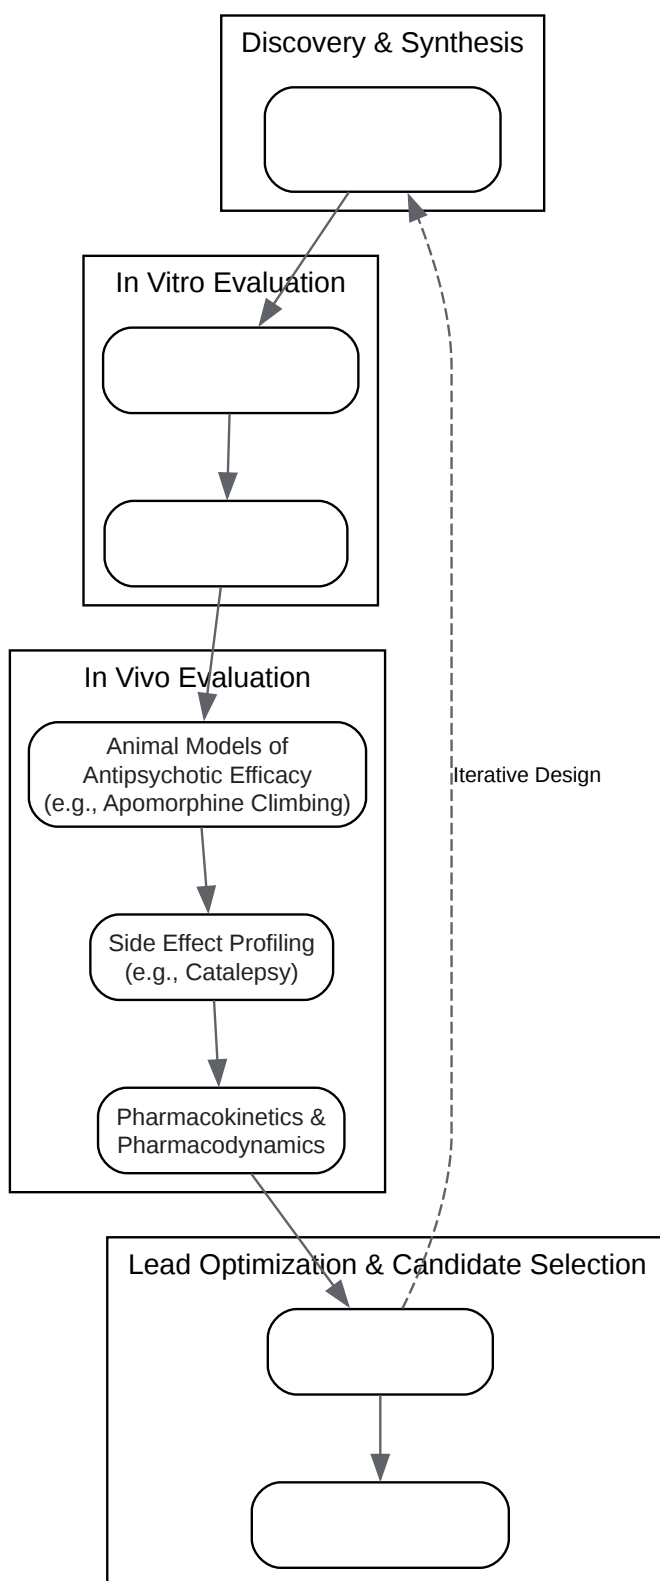 Discovery & Synthesis
In Vitro Evaluation
In Vivo Evaluation
Animal Models of
Antipsychotic Efficacy
(e.g., Apomorphine Climbing)
Iterative Design
Side Effect Profiling
(e.g., Catalepsy)
Pharmacokinetics &
Pharmacodynamics
Lead Optimization & Candidate Selection